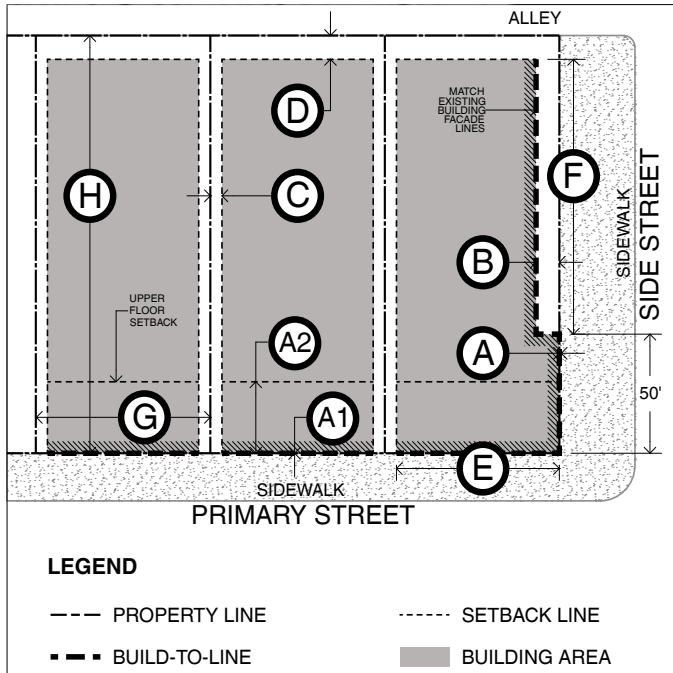 ALLEY
D
MATCH
EXISTING
BUILDING
FACADE
LINES
F
H
C
SIDEWALK
SIDE STREET
B
UPPER
FLOOR
SETBACK
A2
A
50'
G
A1
E
SIDEWALK
PRIMARY STREET
LEGEND
PROPERTY LINE
SETBACK LINE
BUILD-TO-LINE
BUILDING AREA